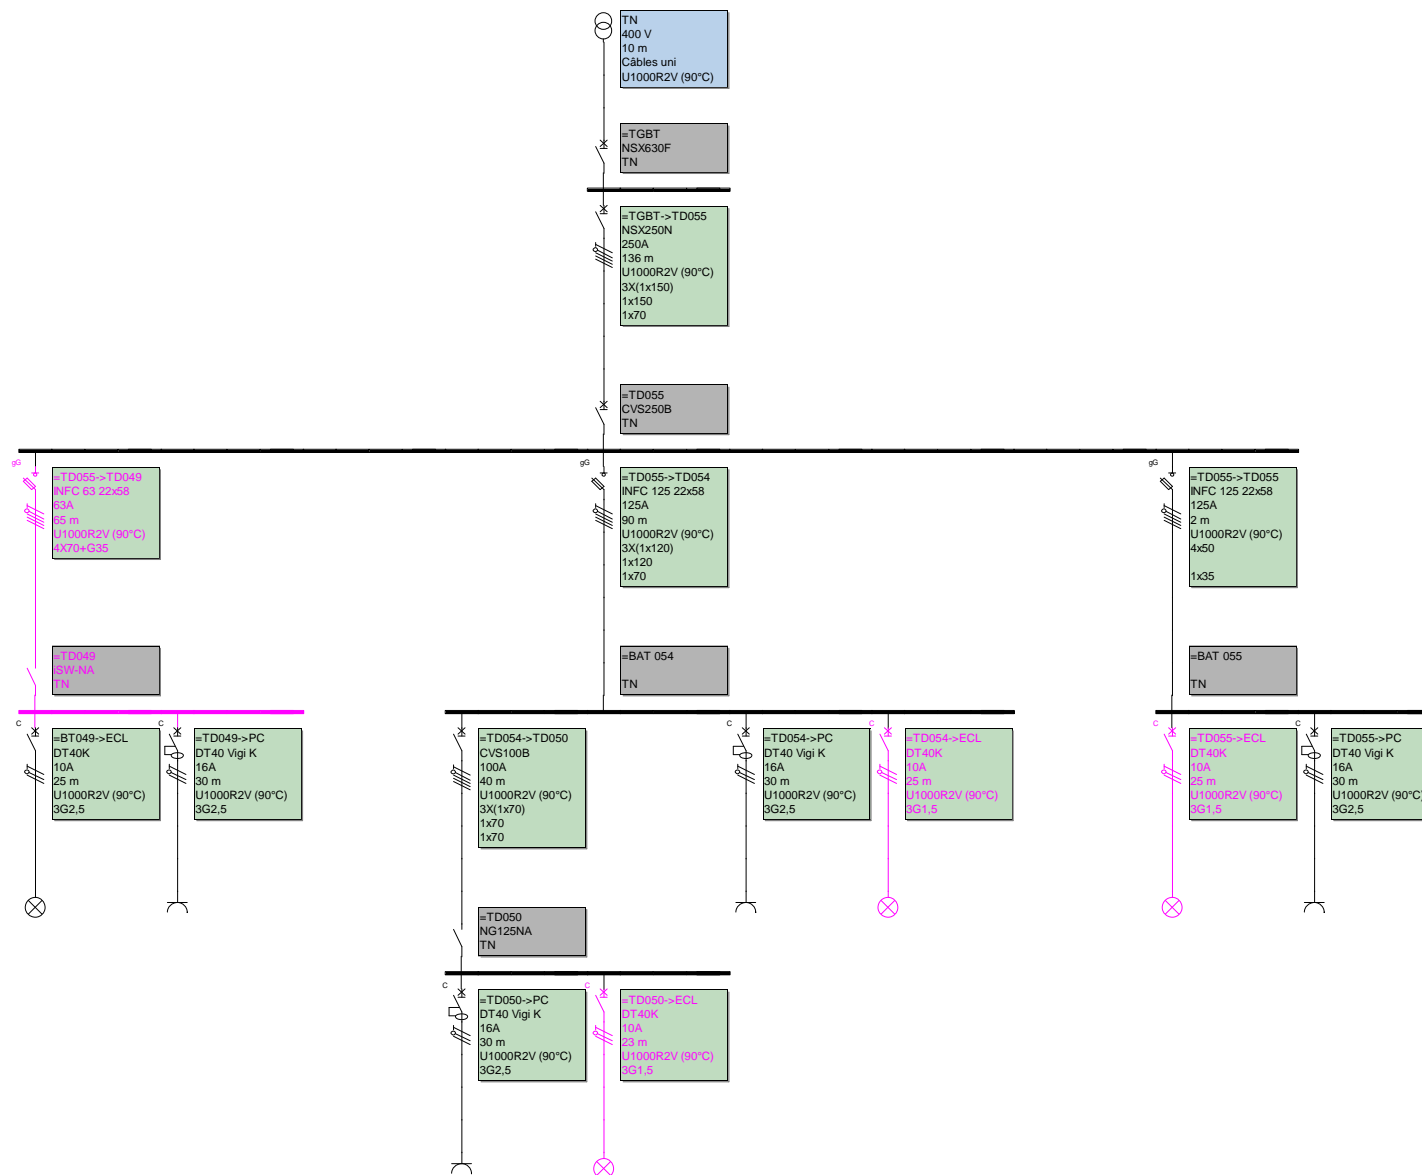 TN
400 V
10 m
Câbles uni
U1000R2V (90°C)
=TGBT
NSX630F
TN
=TGBT->TD055
NSX250N
250A
136 m
U1000R2V (90°C)
3X(1x150)
1x150
1x70
=TD055
CVS250B
TN
gG
=TD055->TD049
INFC 63 22x58
63A
65 m
U1000R2V (90°C)
4X70+G35
gG
=TD055->TD054
INFC 125 22x58
125A
90 m
U1000R2V (90°C)
3X(1x120)
1x120
1x70
gG
=TD055->TD055
INFC 125 22x58
125A
2 m
U1000R2V (90°C)
4x50
1x35
=TD049
iSW-NA
TN
=BAT 054
TN
=BAT 055
TN
C
=BT049->ECL
DT40K
10A
25 m
U1000R2V (90°C)
3G2,5
C
=TD049->PC
DT40 Vigi K
16A
30 m
U1000R2V (90°C)
3G2,5
=TD054->TD050
CVS100B
100A
40 m
U1000R2V (90°C)
3X(1x70)
1x70
1x70
C
=TD054->PC
DT40 Vigi K
16A
30 m
U1000R2V (90°C)
3G2,5
C
=TD054->ECL
DT40K
10A
25 m
U1000R2V (90°C)
3G1,5
C
=TD055->ECL
DT40K
10A
25 m
U1000R2V (90°C)
3G1,5
C
=TD055->PC
DT40 Vigi K
16A
30 m
U1000R2V (90°C)
3G2,5
=TD050
NG125NA
TN
C
=TD050->PC
DT40 Vigi K
16A
30 m
U1000R2V (90°C)
3G2,5
C
=TD050->ECL
DT40K
10A
23 m
U1000R2V (90°C)
3G1,5